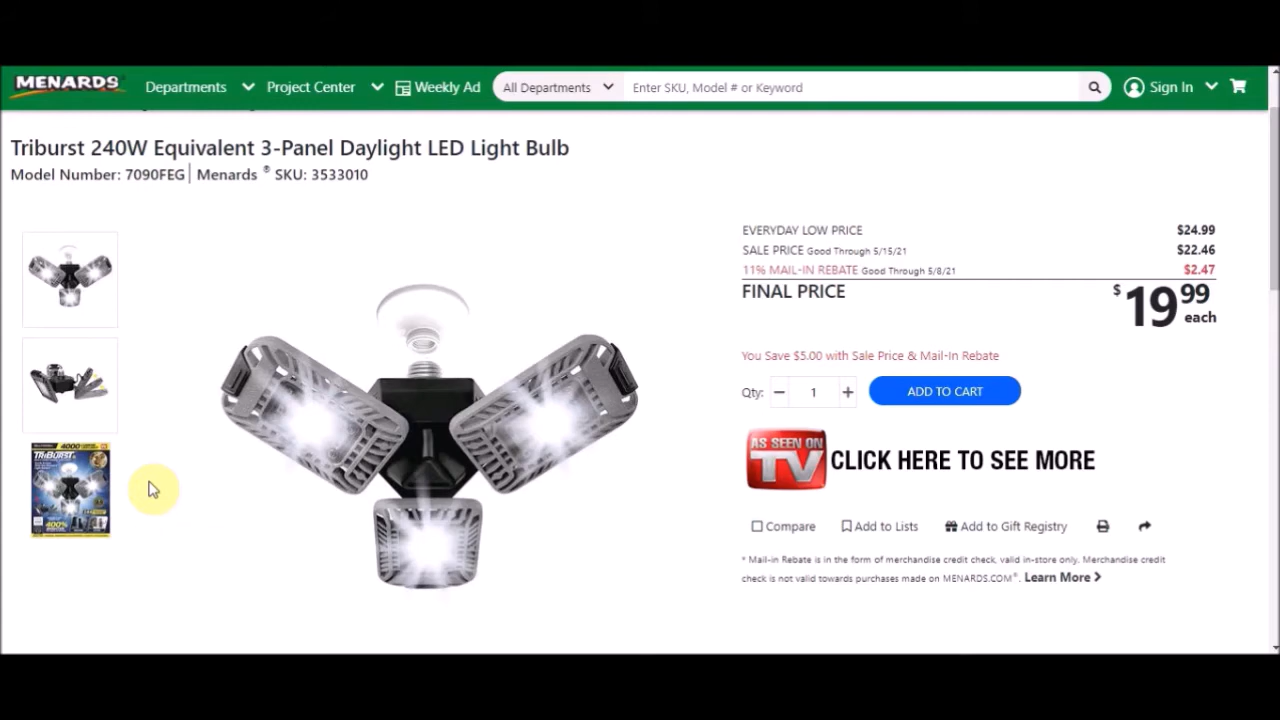 MENARDS
Departments
Project Center
Weekly Ad
All Departments
Enter SKU, Model # or Keyword
Sign In
Triburst 240W Equivalent 3-Panel Daylight LED Light Bulb
Model Number: 7090FEG | Menards ® SKU: 3533010
EVERYDAY LOW PRICE $24.99
SALE PRICE Good Through 5/15/21 $22.46
11% MAIL-IN REBATE Good Through 5/8/21 $2.47
FINAL PRICE $19 99 each
You Save $5.00 with Sale Price & Mail-In Rebate
Qty: − 1 + ADD TO CART
AS SEEN ON
TV CLICK HERE TO SEE MORE
Compare Add to Lists Add to Gift Registry
* Mail-in Rebate is in the form of merchandise credit check, valid in-store only. Merchandise credit
check is not valid towards purchases made on MENARDS.COM®. Learn More
4000
TRIBURST
400%